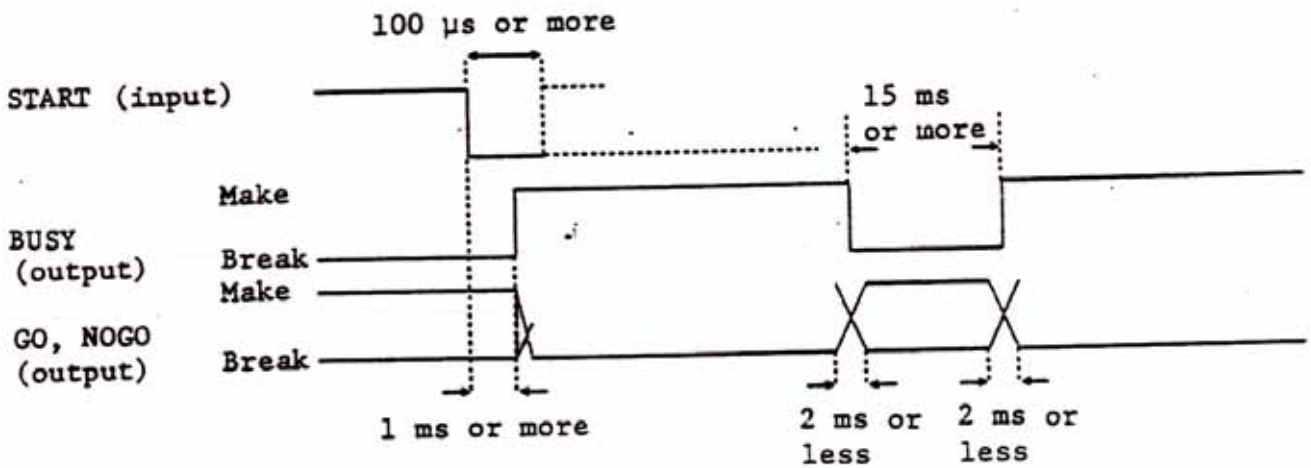 100 µs or more
START (input)
15 ms
or more
Make
BUSY
(output)
Break
Make
GO, NOGO
(output)
Break
1 ms or more
2 ms or
less
2 ms or
less